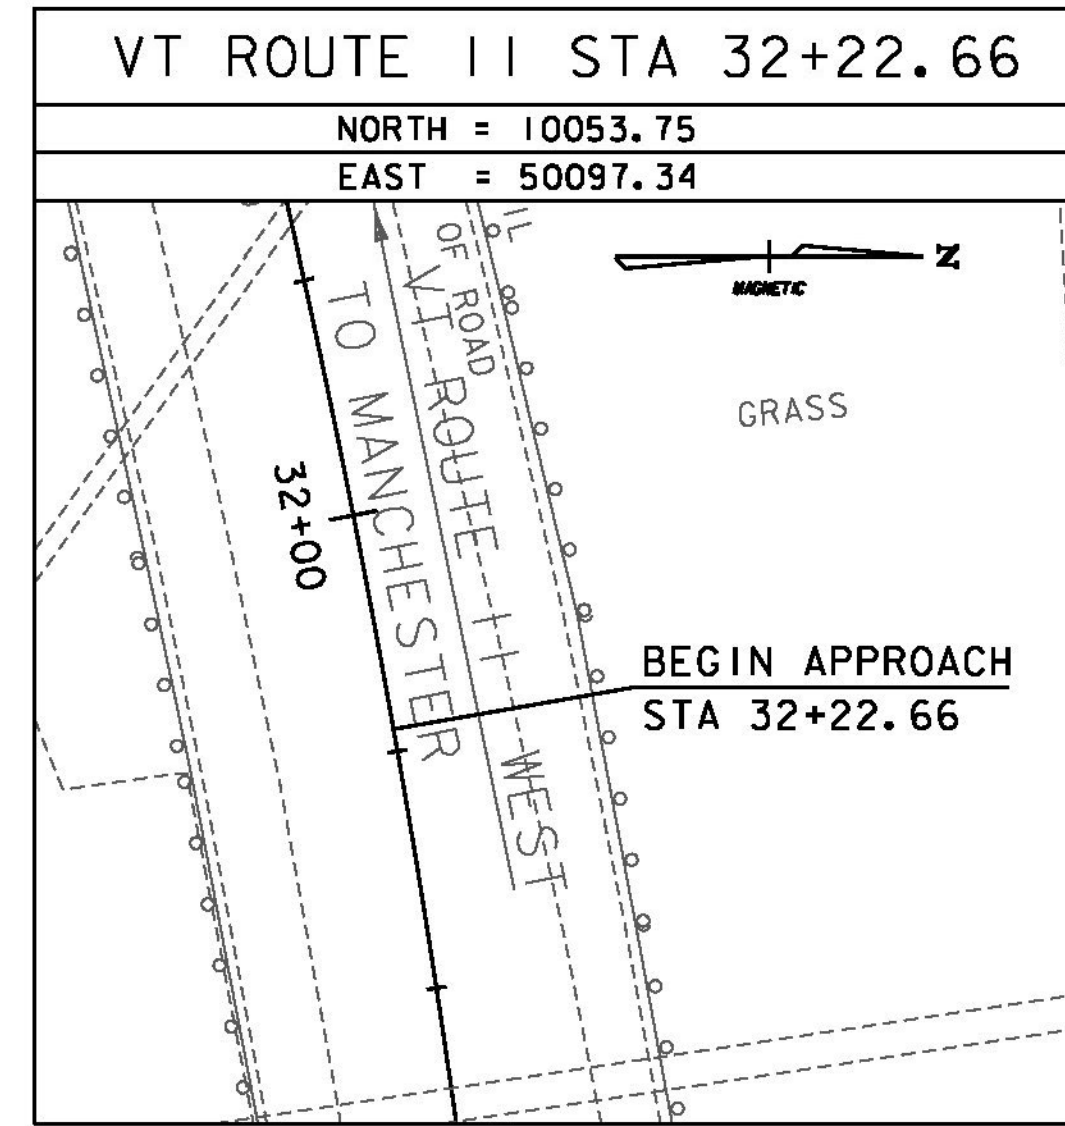 VT ROUTE 11 STA 32+22.66
NORTH = 10053.75
EAST = 50097.34
IL
OF ROAD
VT ROUTE 11 WEST
TO MANCHESTER
N
MAGNETIC
GRASS
32+00
BEGIN APPROACH
STA 32+22.66